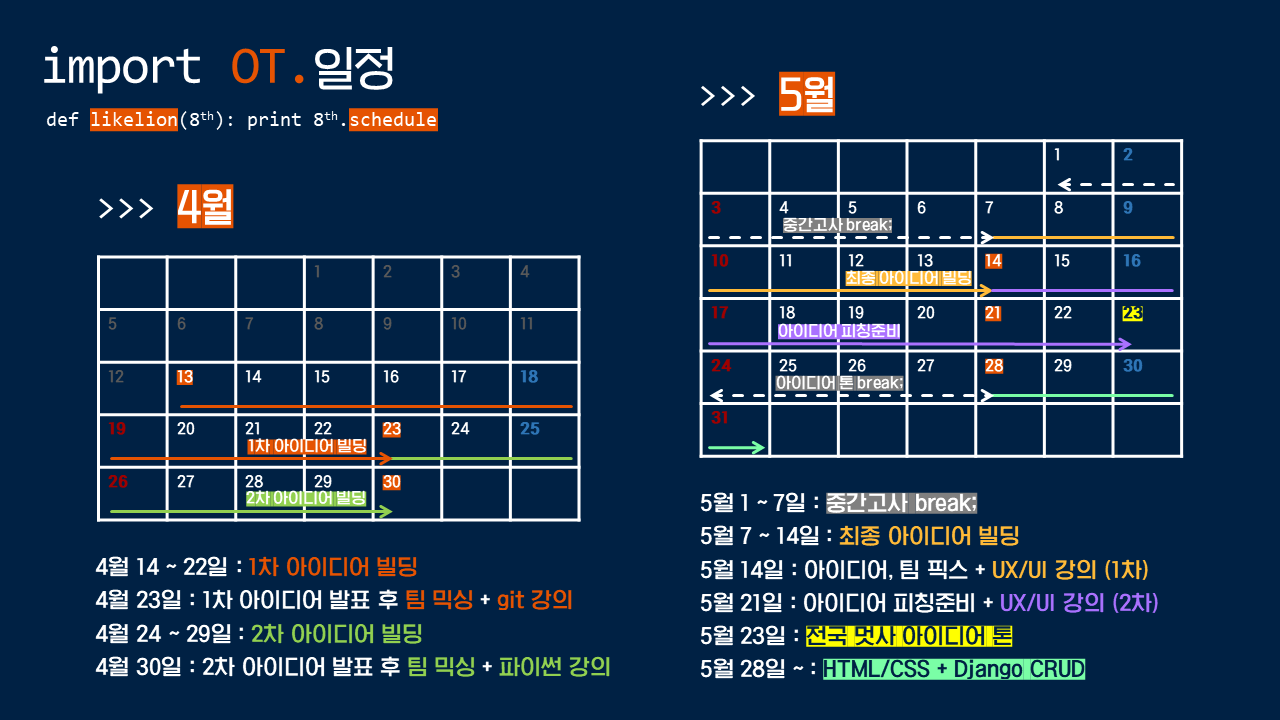 import OT.일정
def likelion(8th): print 8th.schedule
>>> 4월
1 2 3 4
5 6 7 8 9 10 11
12 13 14 15 16 17 18
19 20 21 22 23 24 25
1차 아이디어 빌딩
26 27 28 29 30
2차 아이디어 빌딩
4월 14 ~ 22일 : 1차 아이디어 빌딩
4월 23일 : 1차 아이디어 발표 후 팀 믹싱 + git 강의
4월 24 ~ 29일 : 2차 아이디어 빌딩
4월 30일 : 2차 아이디어 발표 후 팀 믹싱 + 파이썬 강의
>>> 5월
1 2
3 4 5 6 7 8 9
중간고사 break;
10 11 12 13 14 15 16
최종 아이디어 빌딩
17 18 19 20 21 22 23
아이디어 피칭준비
24 25 26 27 28 29 30
아이디어 톤 break;
31
5월 1 ~ 7일 : 중간고사 break;
5월 7 ~ 14일 : 최종 아이디어 빌딩
5월 14일 : 아이디어, 팀 픽스 + UX/UI 강의 (1차)
5월 21일 : 아이디어 피칭준비 + UX/UI 강의 (2차)
5월 23일 : 전국 멋사 아이디어 톤
5월 28일 ~ : HTML/CSS + Django CRUD